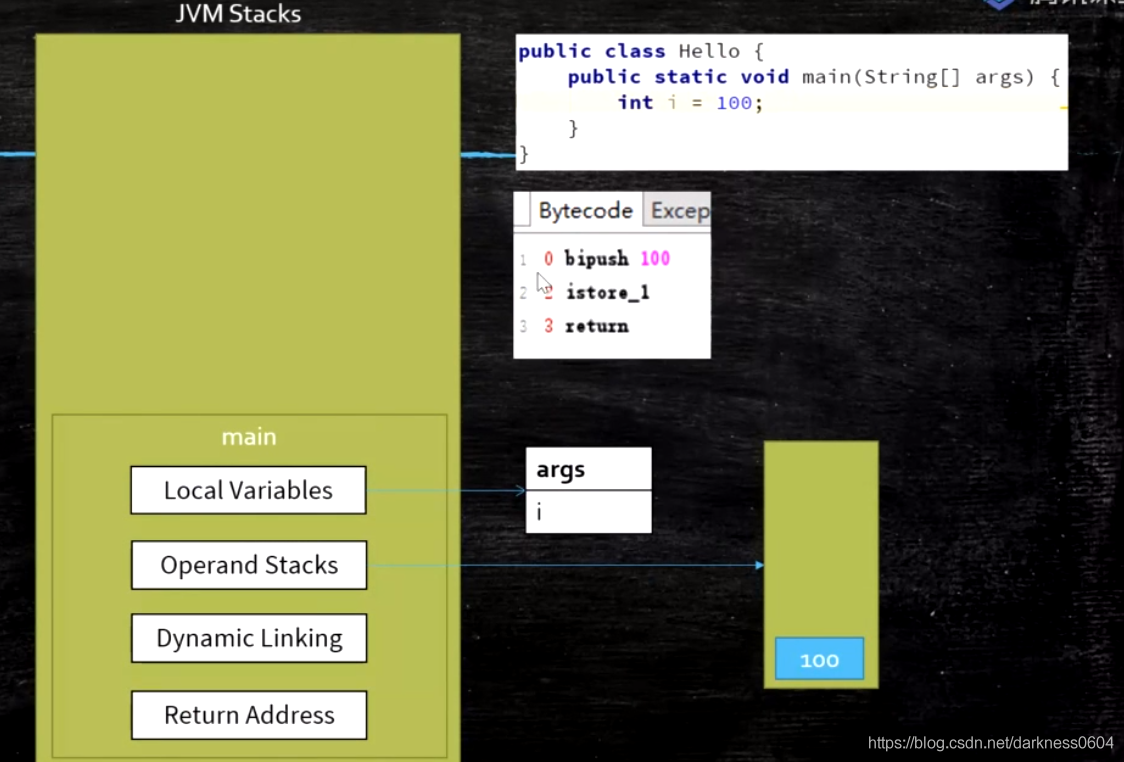 JVM Stacks
public class Hello {
    public static void main(String[] args) {
        int i = 100;
    }
}
Bytecode Excep
1 0 bipush 100
2 istore_1
3 3 return
main
Local Variables
args
i
Operand Stacks
Dynamic Linking
100
Return Address
https://blog.csdn.net/darkness0604